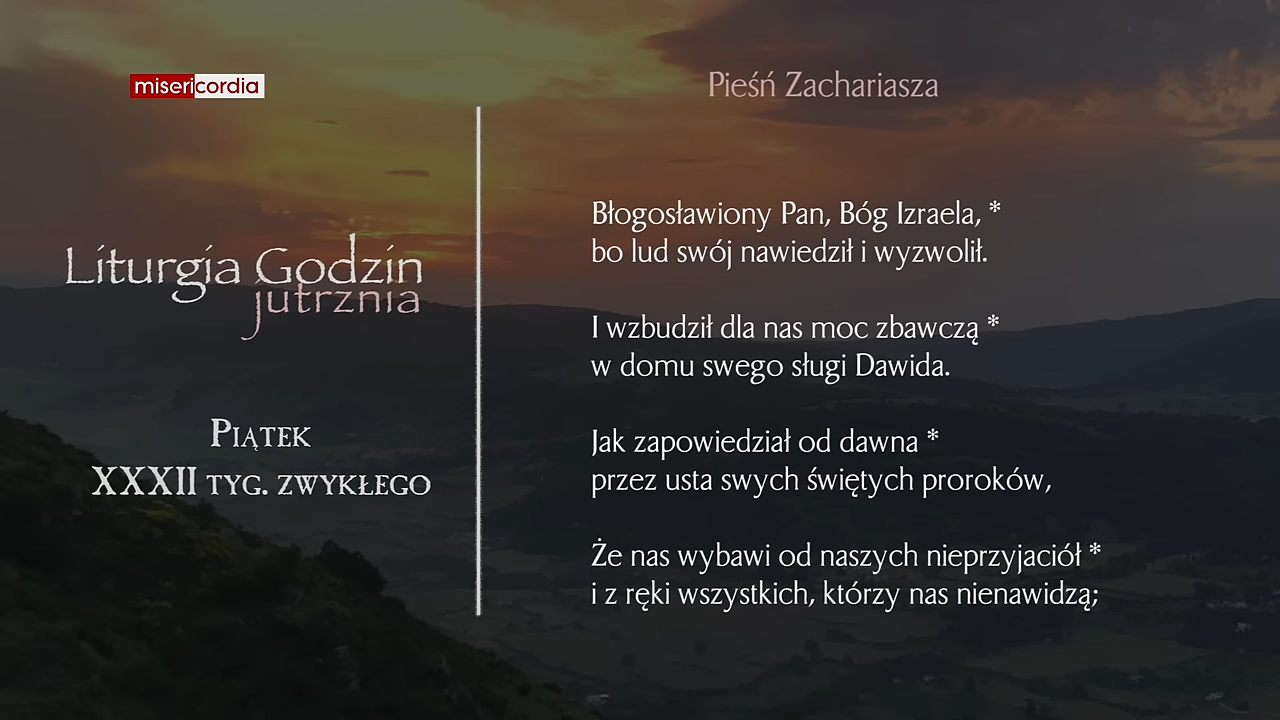 misericordia
Liturgia Godzin
jutrznia
Piątek
XXXII tyg. zwykłego
Pieśń Zachariasza
Błogosławiony Pan, Bóg Izraela, *
bo lud swój nawiedził i wyzwolił.
I wzbudził dla nas moc zbawczą *
w domu swego sługi Dawida.
Jak zapowiedział od dawna *
przez usta swych świętych proroków,
Że nas wybawi od naszych nieprzyjaciół *
i z ręki wszystkich, którzy nas nienawidzą;